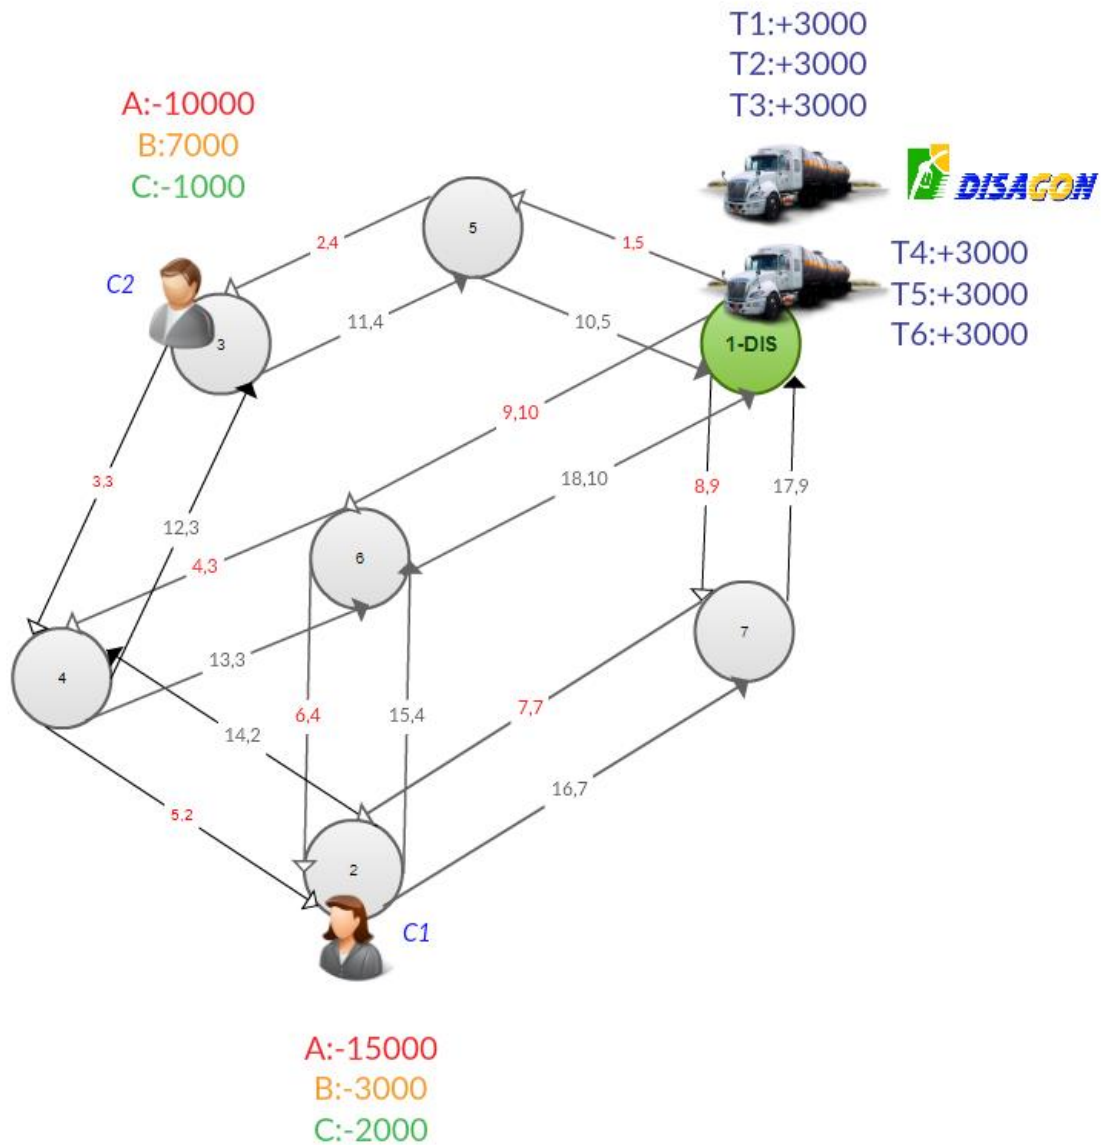 T1:+3000
T2:+3000
T3:+3000
A:-10000
B:7000
C:-1000
DISAGON
T4:+3000
T5:+3000
T6:+3000
C2
5
2,4
1,5
3
11,4
10,5
1-DIS
9,10
3,3
12,3
18,10
8,9
17,9
6
4,3
7
4
13,3
14,2
6,4
15,4
7,7
5,2
16,7
2
C1
A:-15000
B:-3000
C:-2000